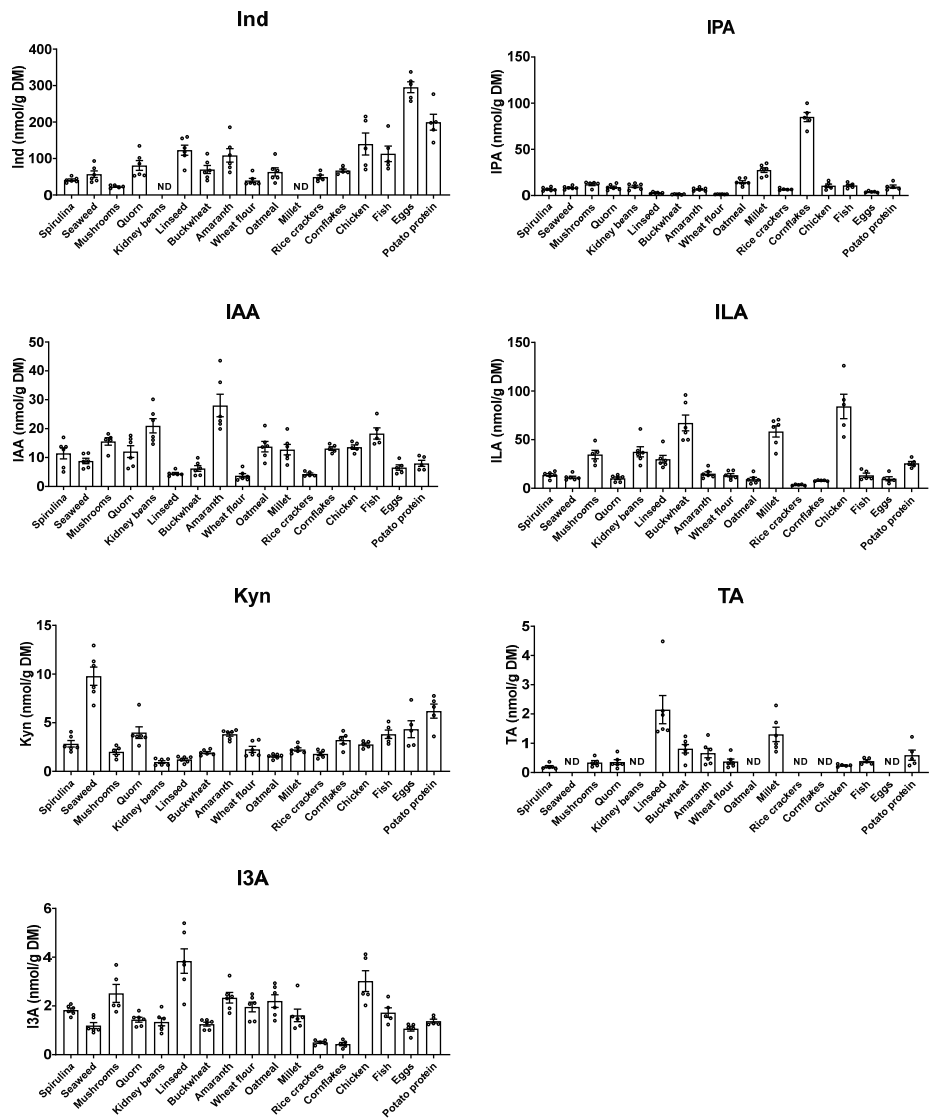 Ind
Ind (nmol/g DM)
400
300
200
100
0
ND
ND
Spirulina
Seaweed
Mushrooms
Quorn
Kidney beans
Linseed
Buckwheat
Amaranth
Wheat flour
Oatmeal
Millet
Rice crackers
Cornflakes
Chicken
Fish
Eggs
Potato protein
IPA
IPA (nmol/g DM)
150
100
50
0
Spirulina
Seaweed
Mushrooms
Quorn
Kidney beans
Linseed
Buckwheat
Amaranth
Wheat flour
Oatmeal
Millet
Rice crackers
Cornflakes
Chicken
Fish
Eggs
Potato protein
IAA
IAA (nmol/g DM)
50
40
30
20
10
0
Spirulina
Seaweed
Mushrooms
Quorn
Kidney beans
Linseed
Buckwheat
Amaranth
Wheat flour
Oatmeal
Millet
Rice crackers
Cornflakes
Chicken
Fish
Eggs
Potato protein
ILA
ILA (nmol/g DM)
150
100
50
0
Spirulina
Seaweed
Mushrooms
Quorn
Kidney beans
Linseed
Buckwheat
Amaranth
Wheat flour
Oatmeal
Millet
Rice crackers
Cornflakes
Chicken
Fish
Eggs
Potato protein
Kyn
Kyn (nmol/g DM)
15
10
5
0
Spirulina
Seaweed
Mushrooms
Quorn
Kidney beans
Linseed
Buckwheat
Amaranth
Wheat flour
Oatmeal
Millet
Rice crackers
Cornflakes
Chicken
Fish
Eggs
Potato protein
TA
TA (nmol/g DM)
5
4
3
2
1
0
ND
ND
ND
ND
ND
ND
Spirulina
Seaweed
Mushrooms
Quorn
Kidney beans
Linseed
Buckwheat
Amaranth
Wheat flour
Oatmeal
Millet
Rice crackers
Cornflakes
Chicken
Fish
Eggs
Potato protein
I3A
I3A (nmol/g DM)
6
4
2
0
Spirulina
Seaweed
Mushrooms
Quorn
Kidney beans
Linseed
Buckwheat
Amaranth
Wheat flour
Oatmeal
Millet
Rice crackers
Cornflakes
Chicken
Fish
Eggs
Potato protein